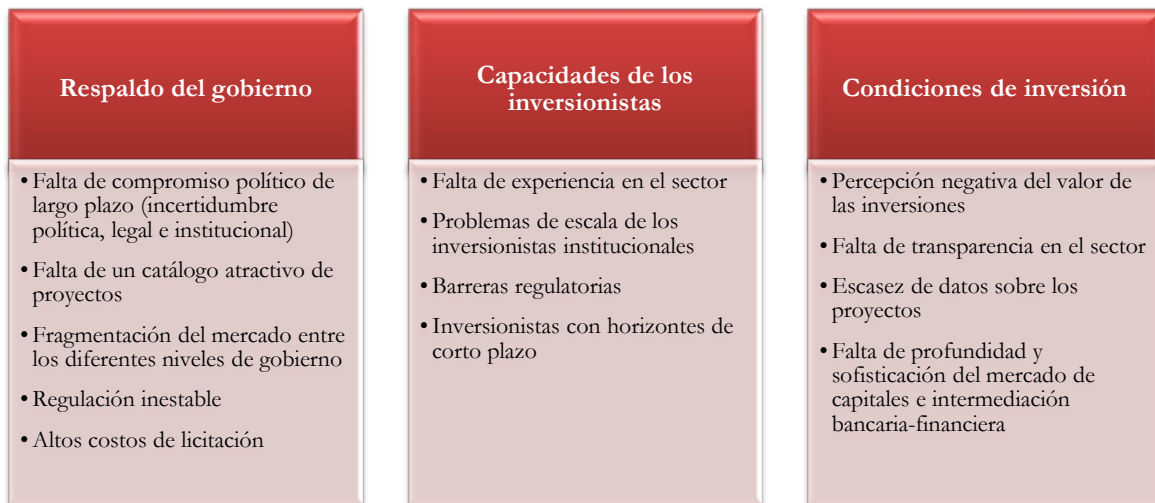 Respaldo del gobierno
• Falta de compromiso político de
largo plazo (incertidumbre
política, legal e institucional)
• Falta de un catálogo atractivo de
proyectos
• Fragmentación del mercado entre
los diferentes niveles de gobierno
• Regulación inestable
• Altos costos de licitación
Capacidades de los
inversionistas
• Falta de experiencia en el sector
• Problemas de escala de los
inversionistas institucionales
• Barreras regulatorias
• Inversionistas con horizontes de
corto plazo
Condiciones de inversión
• Percepción negativa del valor de
las inversiones
• Falta de transparencia en el sector
• Escasez de datos sobre los
proyectos
• Falta de profundidad y
sofisticación del mercado de
capitales e intermediación
bancaria-financiera